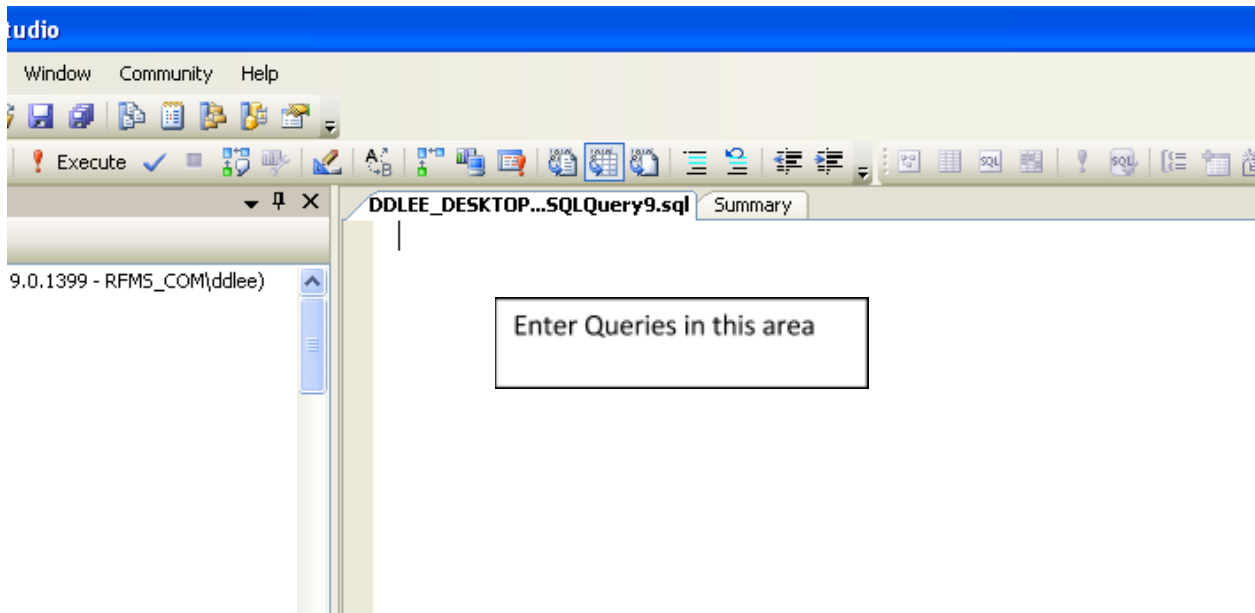 tudio
Window Community Help
Execute
DDLEE_DESKTOP...SQLQuery9.sql Summary
9.0.1399 - RFMS_COM\ddlee)
Enter Queries in this area